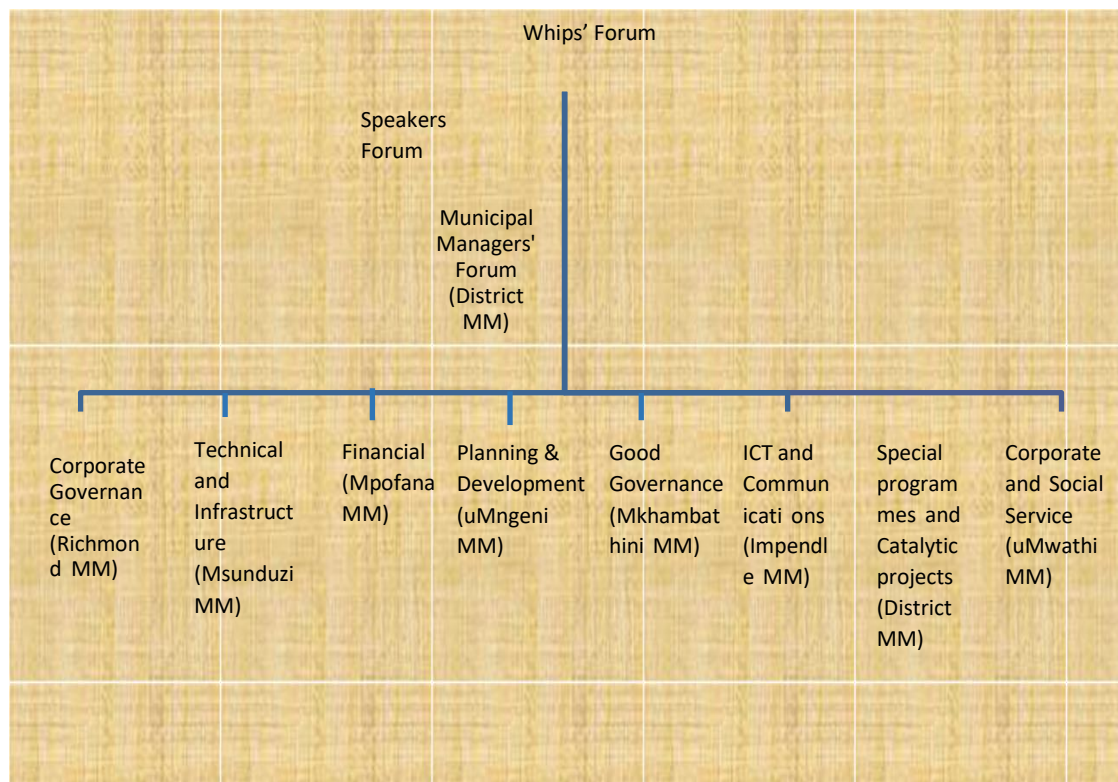 Whips’ Forum
Speakers
Forum
Municipal
Managers'
Forum
(District
MM)
Corporate
Governan
ce
(Richmon
d MM)
Technical
and
Infrastruct
ure
(Msunduzi
MM)
Financial
(Mpofana
MM)
Planning &
Development
(uMngeni
MM)
Good
Governance
(Mkhambat
hini MM)
ICT and
Commun
icati ons
(Impendl
e MM)
Special
program
mes and
Catalytic
projects
(District
MM)
Corporate
and Social
Service
(uMwathi
MM)